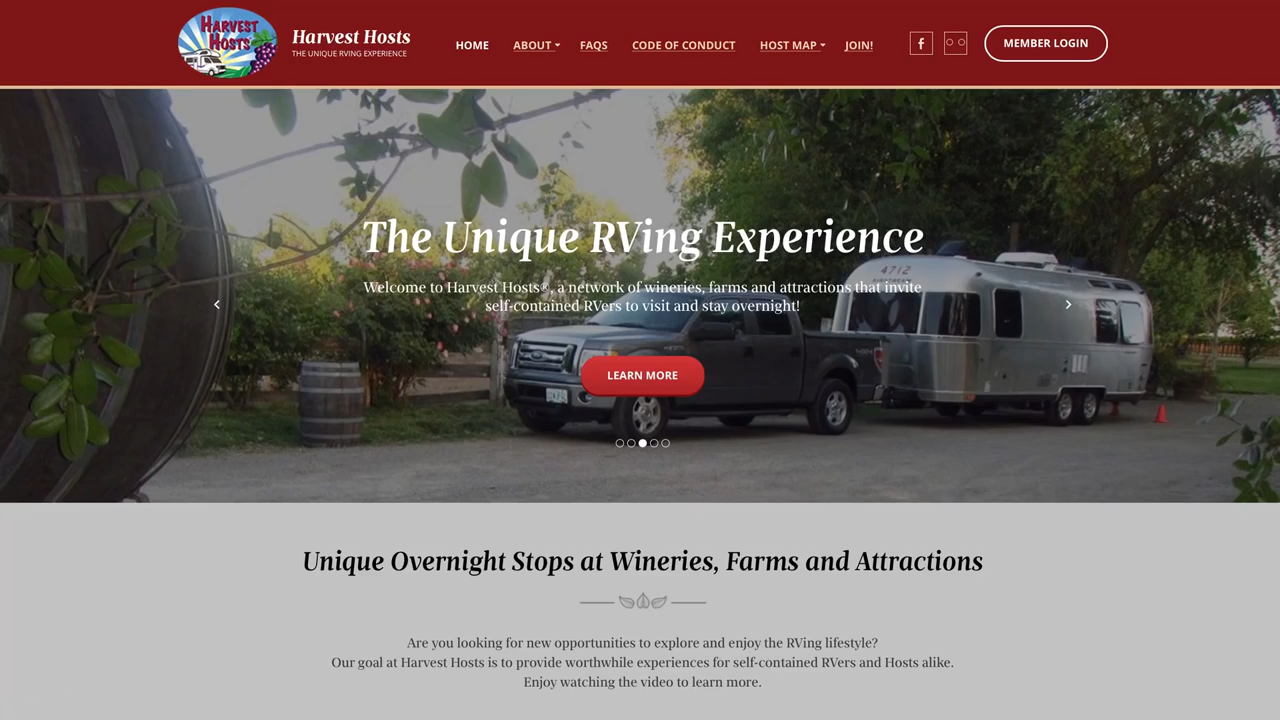 HARVEST
HOSTS
Harvest Hosts
THE UNIQUE RVING EXPERIENCE
HOME
ABOUT
FAQS
CODE OF CONDUCT
HOST MAP
JOIN!
MEMBER LOGIN
The Unique RVing Experience
Welcome to Harvest Hosts®, a network of wineries, farms and attractions that invite
self-contained RVers to visit and stay overnight!
4712
LEARN MORE
Unique Overnight Stops at Wineries, Farms and Attractions
Are you looking for new opportunities to explore and enjoy the RVing lifestyle?
Our goal at Harvest Hosts is to provide worthwhile experiences for self-contained RVers and Hosts alike.
Enjoy watching the video to learn more.